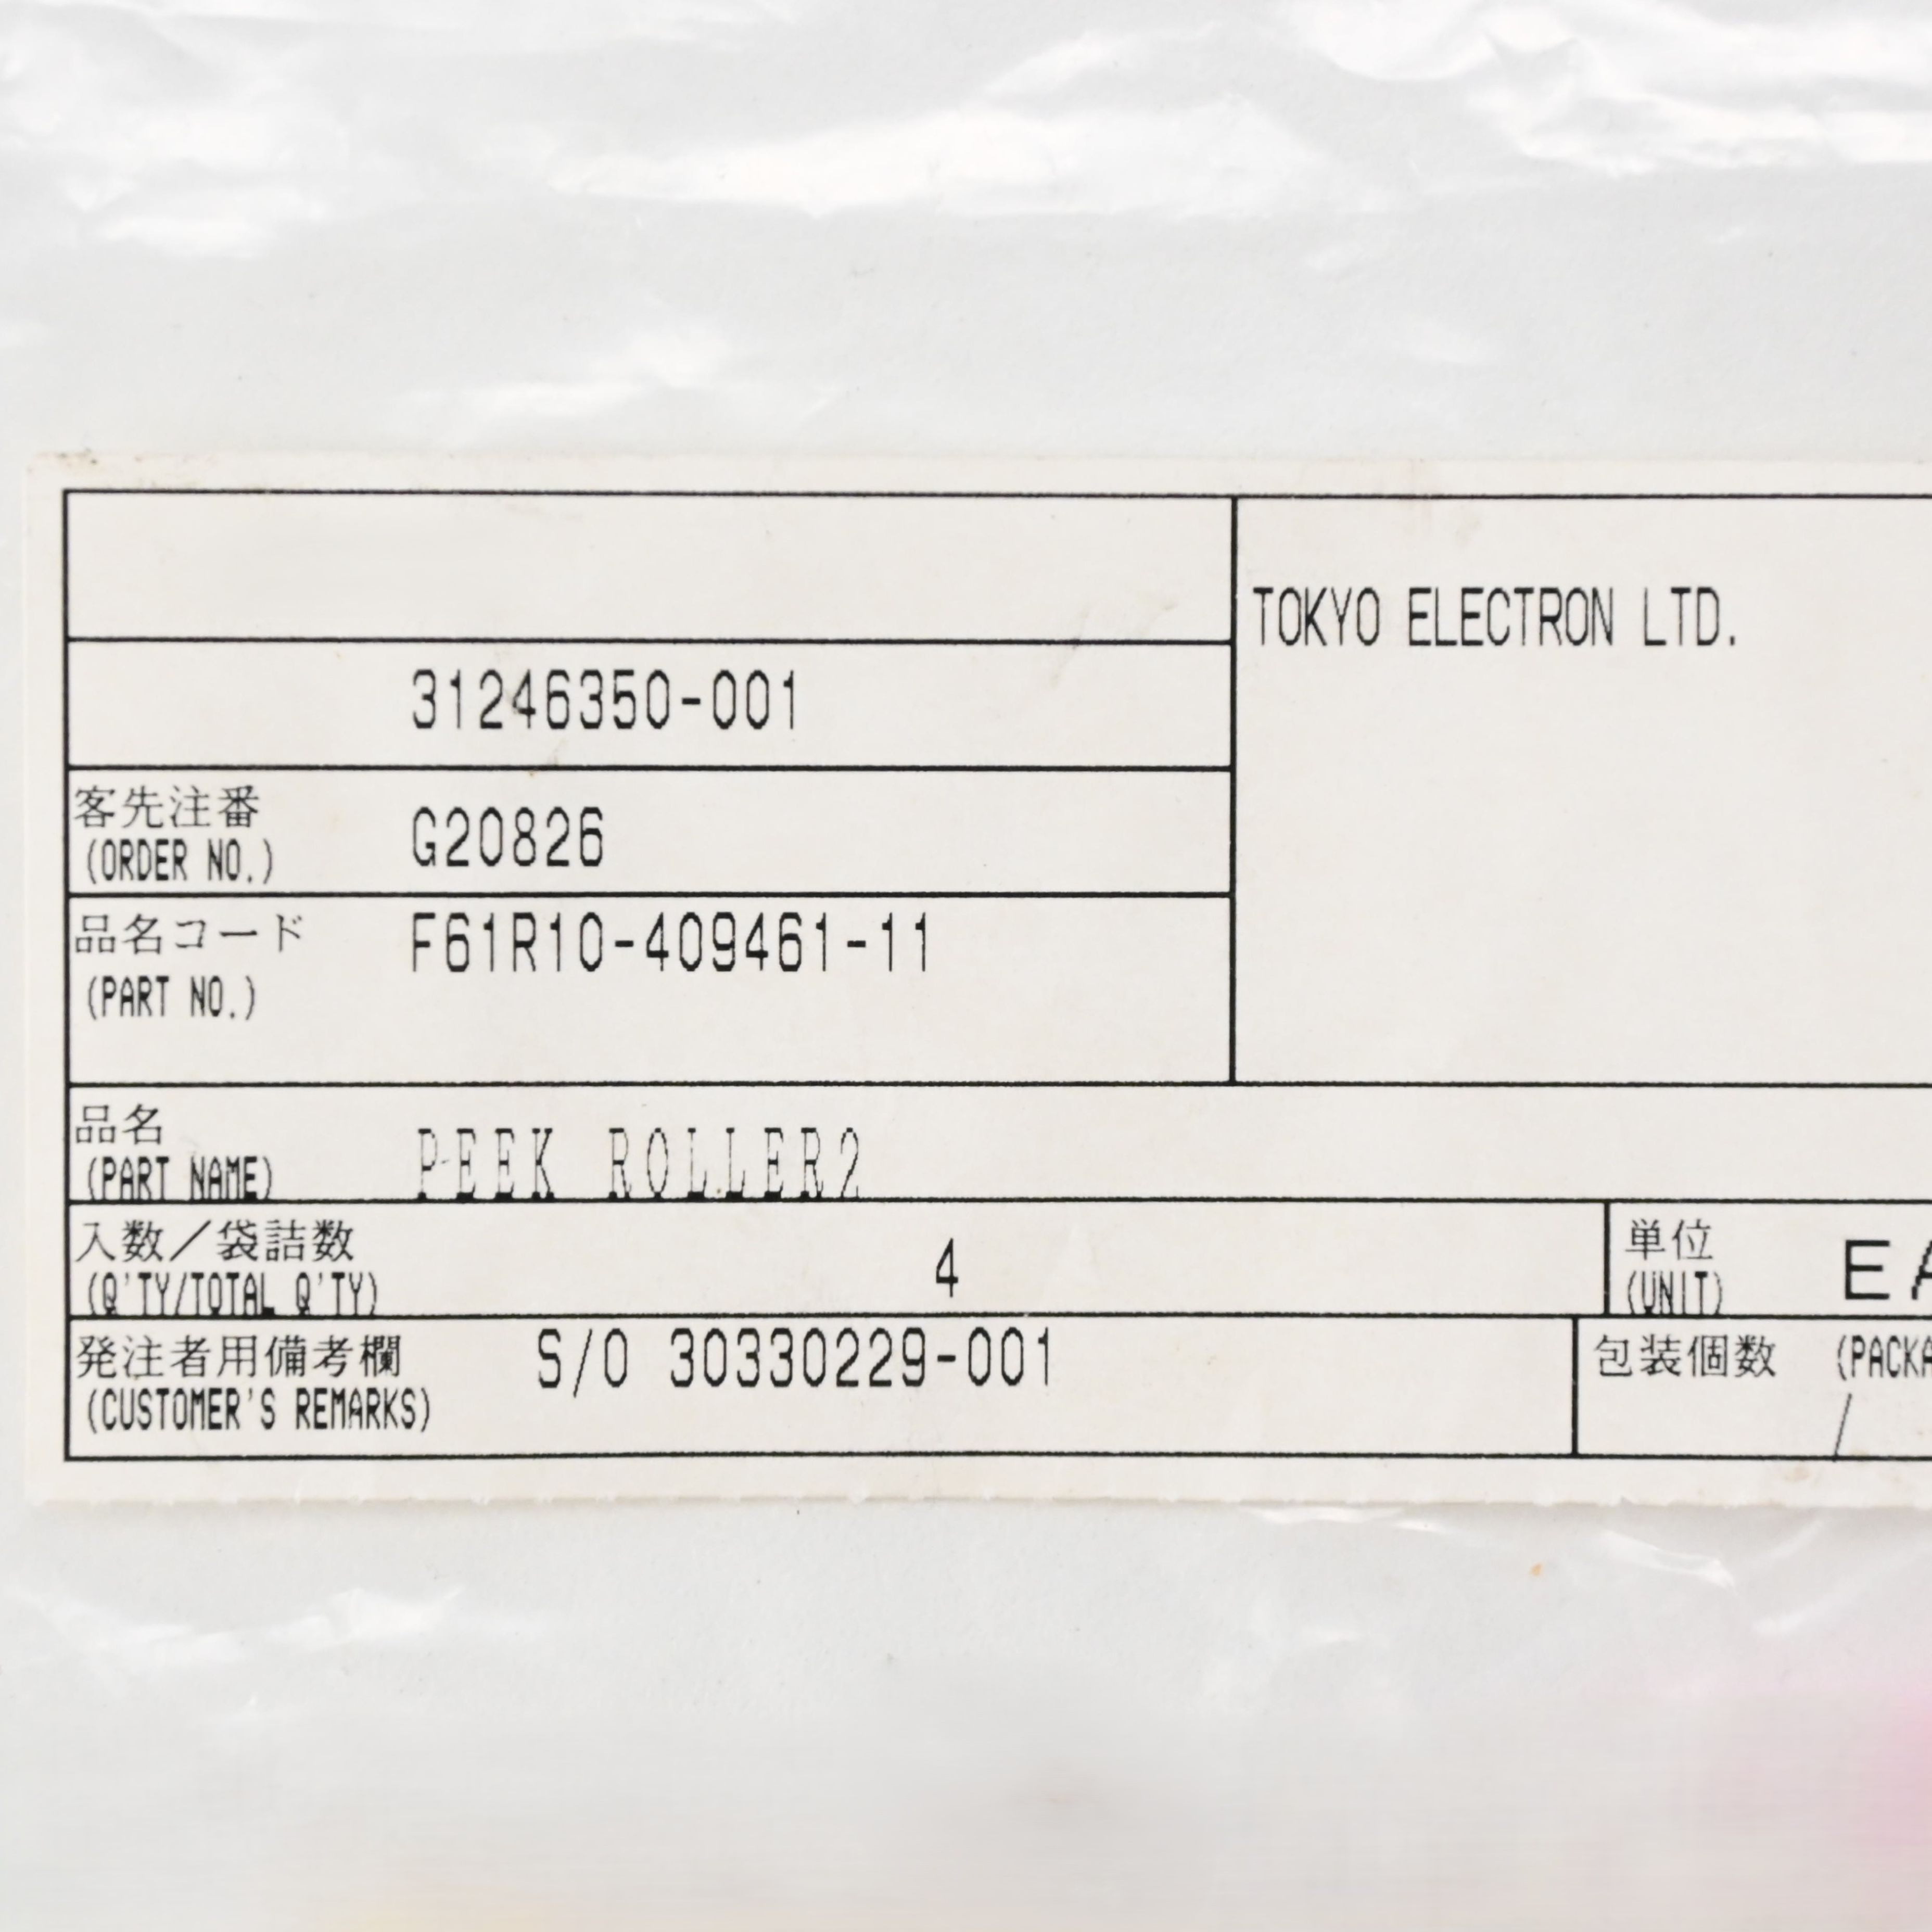 TOKYO ELECTRON LTD.
31246350-001
客先注番
(ORDER NO.)
G20826
品名コード
(PART NO.)
F61R10-409461-11
品名
(PART NAME)
PEEK ROLLER2
入数／袋詰数
(Q'TY/TOTAL Q'TY)
4
単位
(UNIT)
EA
発注者用備考欄
(CUSTOMER'S REMARKS)
S/O 30330229-001
包装個数 (PACKA
/